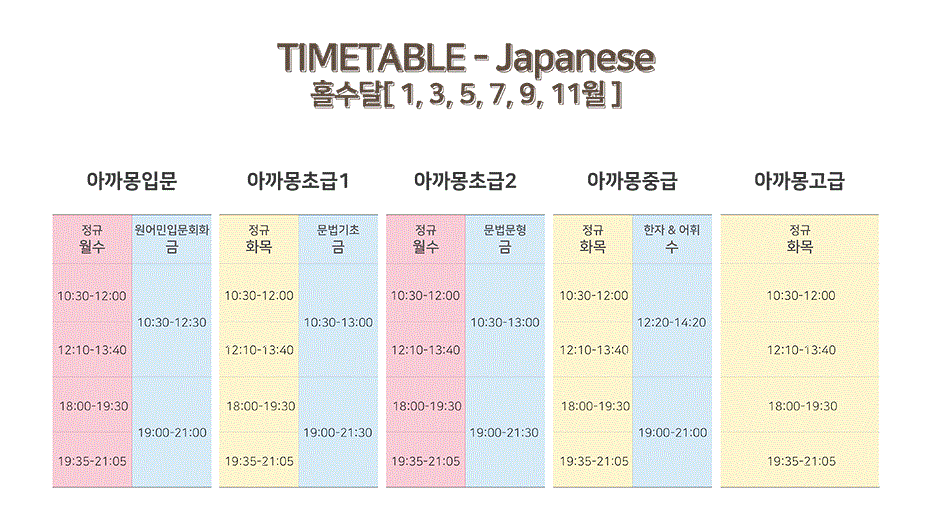 TIMETABLE - Japanese
홀수달[ 1, 3, 5, 7, 9, 11월 ]
아까몽입문
정규
월수
원어민입문회화
금
10:30-12:00
12:10-13:40
18:00-19:30
19:35-21:05
10:30-12:30
19:00-21:00
아까몽초급1
정규
화목
문법기초
금
10:30-12:00
12:10-13:40
18:00-19:30
19:35-21:05
10:30-13:00
19:00-21:30
아까몽초급2
정규
월수
문법문형
금
10:30-12:00
12:10-13:40
18:00-19:30
19:35-21:05
10:30-13:00
19:00-21:30
아까몽중급
정규
화목
한자 & 어휘
수
10:30-12:00
12:10-13:40
18:00-19:30
19:35-21:05
12:20-14:20
19:00-21:00
아까몽고급
정규
화목
10:30-12:00
12:10-13:40
18:00-19:30
19:35-21:05